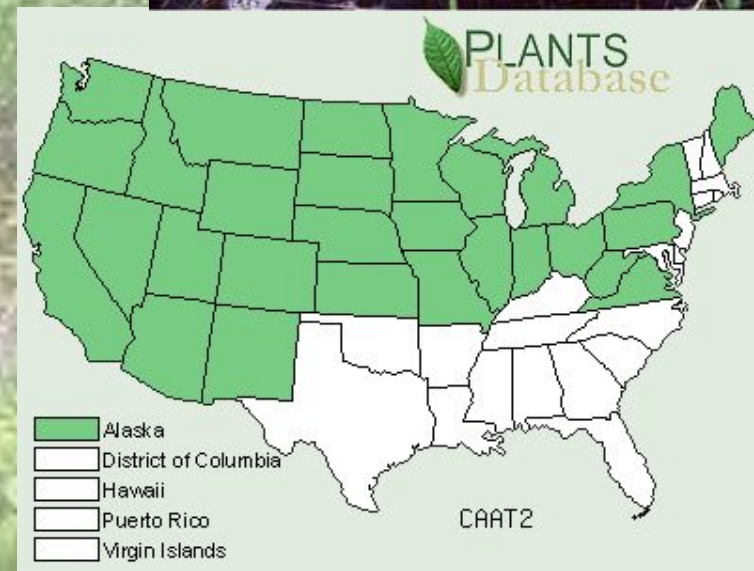 PLANTS
Database
Alaska
District of Columbia
Hawaii
Puerto Rico
Virgin Islands
CAAT2